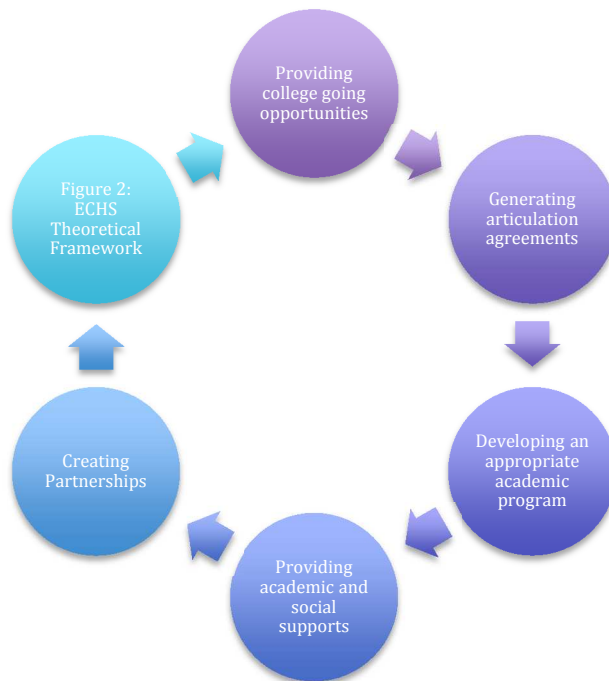 Providing
college going
opportunities
Generating
articulation
agreements
Developing an
appropriate
academic
program
Providing
academic and
social
supports
Creating
Partnerships
Figure 2:
ECHS
Theoretical
Framework